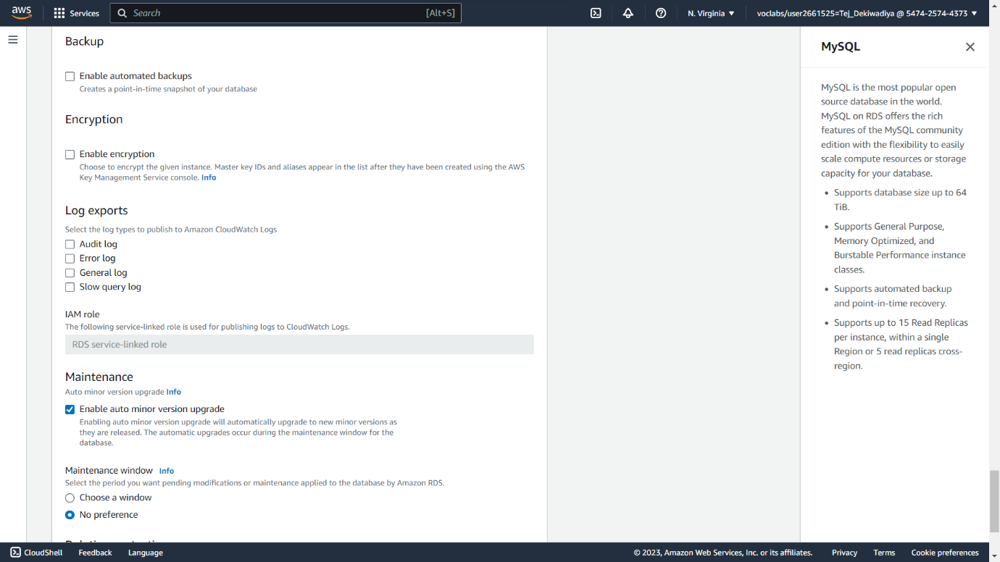 aws
Services
Search
[Alt+S]
N. Virginia
voclabs/user2661525=Tej_Dekiwadiya @ 5474-2574-4373
Backup
Enable automated backups
Creates a point-in-time snapshot of your database
Encryption
Enable encryption
Choose to encrypt the given instance. Master key IDs and aliases appear in the list after they have been created using the AWS
Key Management Service console. Info
Log exports
Select the log types to publish to Amazon CloudWatch Logs
Audit log
Error log
General log
Slow query log
IAM role
The following service-linked role is used for publishing logs to CloudWatch Logs.
RDS service-linked role
Maintenance
Auto minor version upgrade Info
Enable auto minor version upgrade
Enabling auto minor version upgrade will automatically upgrade to new minor versions as
they are released. The automatic upgrades occur during the maintenance window for the
database.
Maintenance window Info
Select the period you want pending modifications or maintenance applied to the database by Amazon RDS.
Choose a window
No preference
MySQL
MySQL is the most popular open
source database in the world.
MySQL on RDS offers the rich
features of the MySQL community
edition with the flexibility to easily
scale compute resources or storage
capacity for your database.
Supports database size up to 64
TiB.
Supports General Purpose,
Memory Optimized, and
Burstable Performance instance
classes.
Supports automated backup
and point-in-time recovery.
Supports up to 15 Read Replicas
per instance, within a single
Region or 5 read replicas cross-
region.
CloudShell
Feedback
Language
© 2023, Amazon Web Services, Inc. or its affiliates.
Privacy
Terms
Cookie preferences